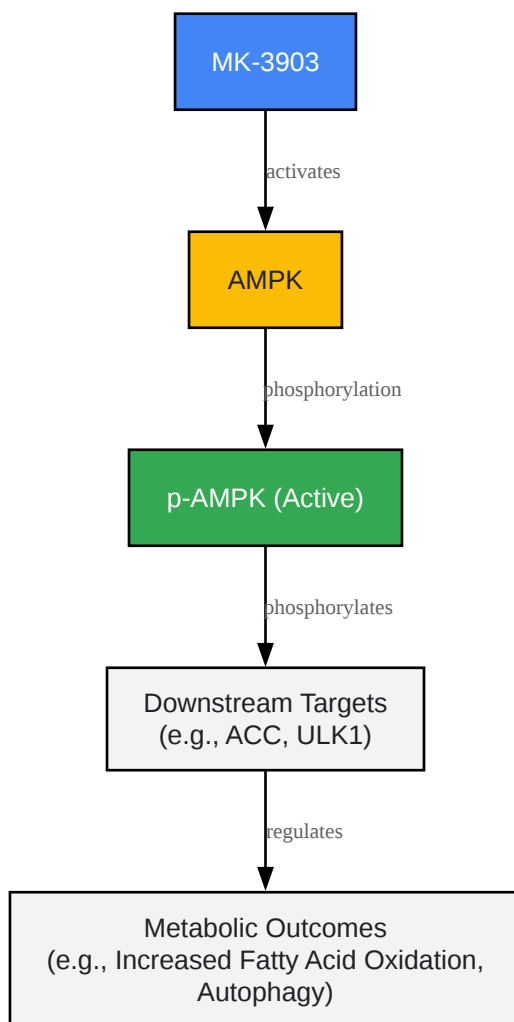 MK-3903
activates
AMPK
phosphorylation
p-AMPK (Active)
phosphorylates
Downstream Targets
(e.g., ACC, ULK1)
regulates
Metabolic Outcomes
(e.g., Increased Fatty Acid Oxidation,
Autophagy)